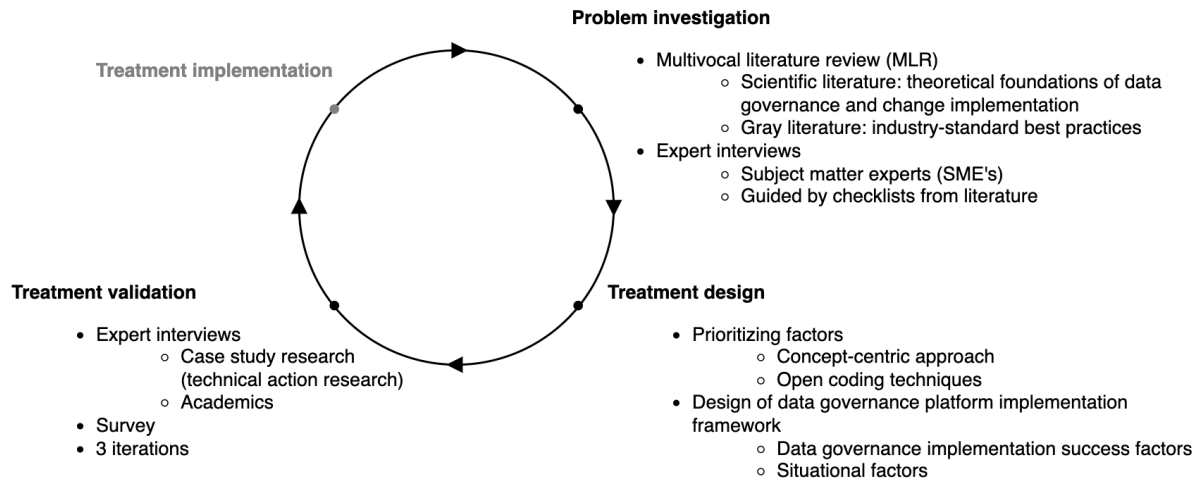 Problem investigation
• Multivocal literature review (MLR)
○ Scientific literature: theoretical foundations of data
governance and change implementation
○ Gray literature: industry-standard best practices
• Expert interviews
○ Subject matter experts (SME's)
○ Guided by checklists from literature
Treatment design
• Prioritizing factors
○ Concept-centric approach
○ Open coding techniques
• Design of data governance platform implementation
framework
○ Data governance implementation success factors
○ Situational factors
Treatment validation
• Expert interviews
○ Case study research
(technical action research)
○ Academics
• Survey
• 3 iterations
Treatment implementation